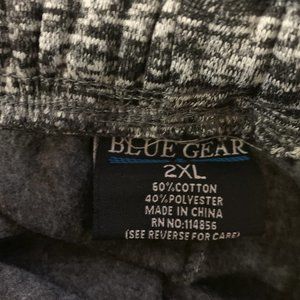 BLUE GEAR
2XL
60%COTTON
40%POLYESTER
MADE IN CHINA
RN NO:114856
(SEE REVERSE FOR CARE)